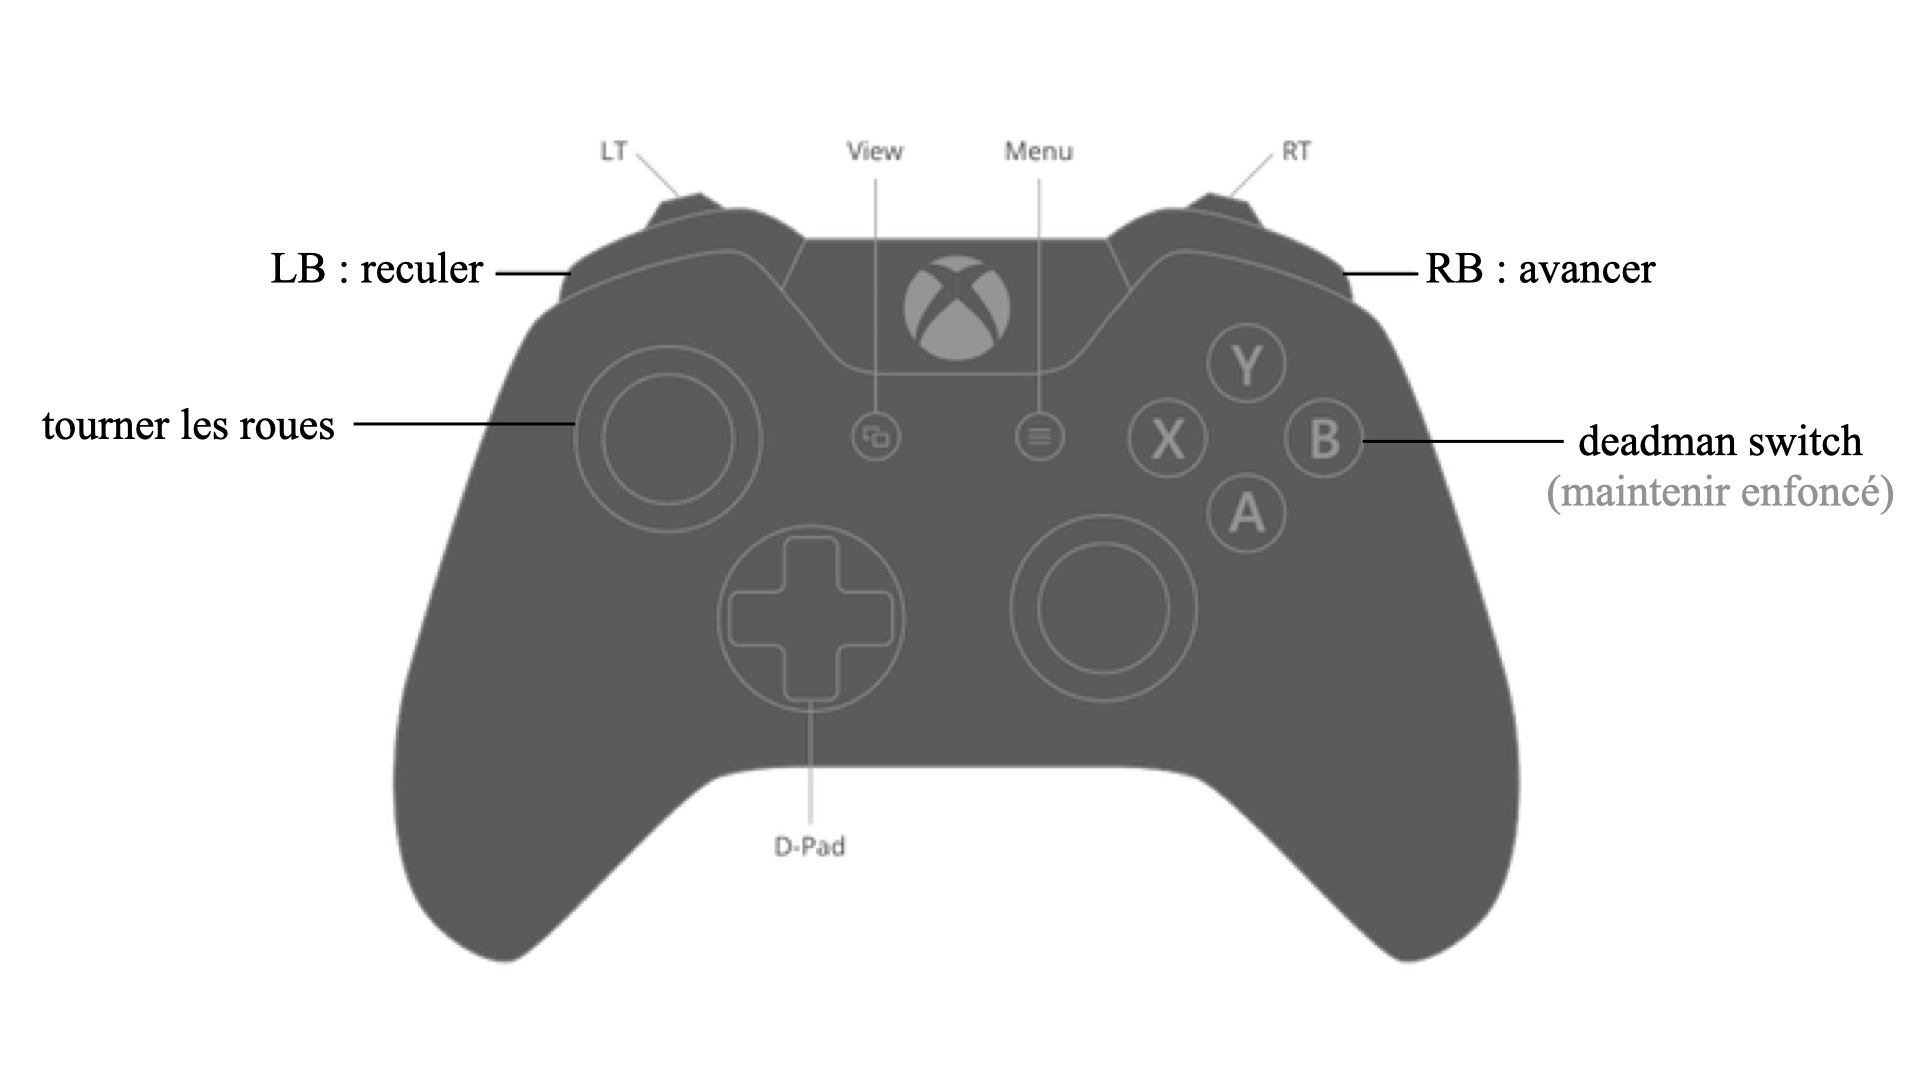 LT
View
Menu
RT
LB : reculer
RB : avancer
Y
tourner les roues
X
B
deadman switch
(maintenir enfoncé)
A
D-Pad